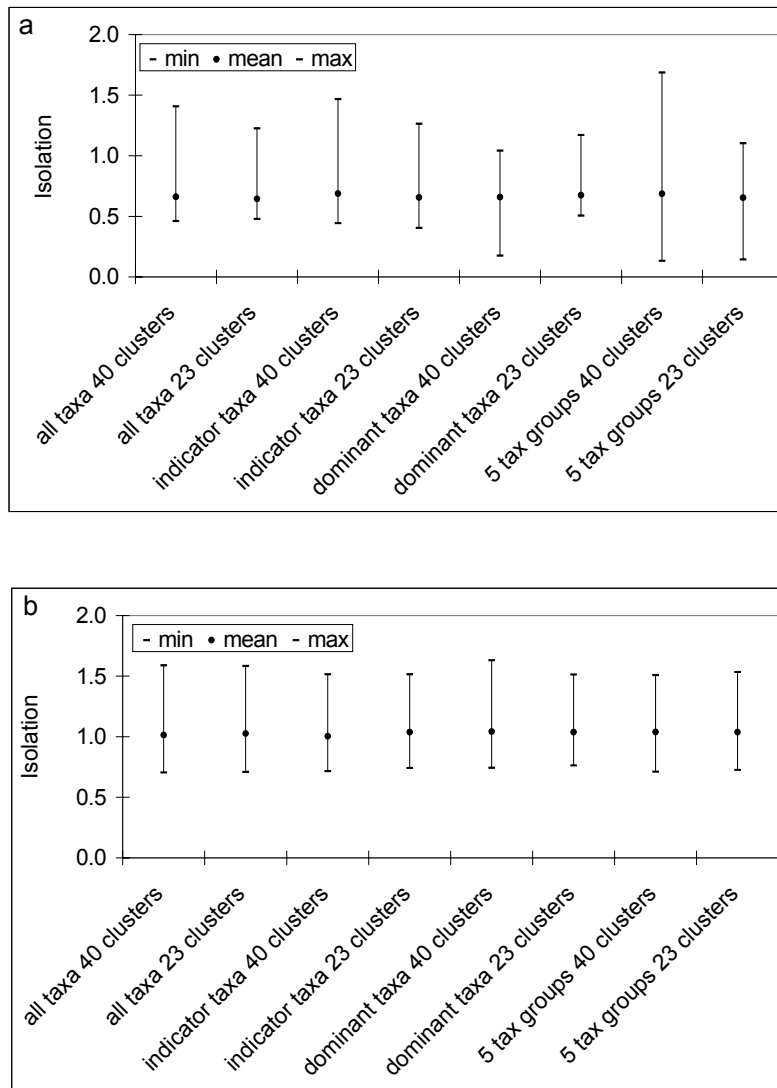 a
2.0
– min • mean – max
1.5
1.0
0.5
0.0
Isolation
all taxa 40 clusters
all taxa 23 clusters
indicator taxa 40 clusters
indicator taxa 23 clusters
dominant taxa 40 clusters
dominant taxa 23 clusters
5 tax groups 40 clusters
5 tax groups 23 clusters
b
2.0
– min • mean – max
1.5
1.0
0.5
0.0
Isolation
all taxa 40 clusters
all taxa 23 clusters
indicator taxa 40 clusters
indicator taxa 23 clusters
dominant taxa 40 clusters
dominant taxa 23 clusters
5 tax groups 40 clusters
5 tax groups 23 clusters